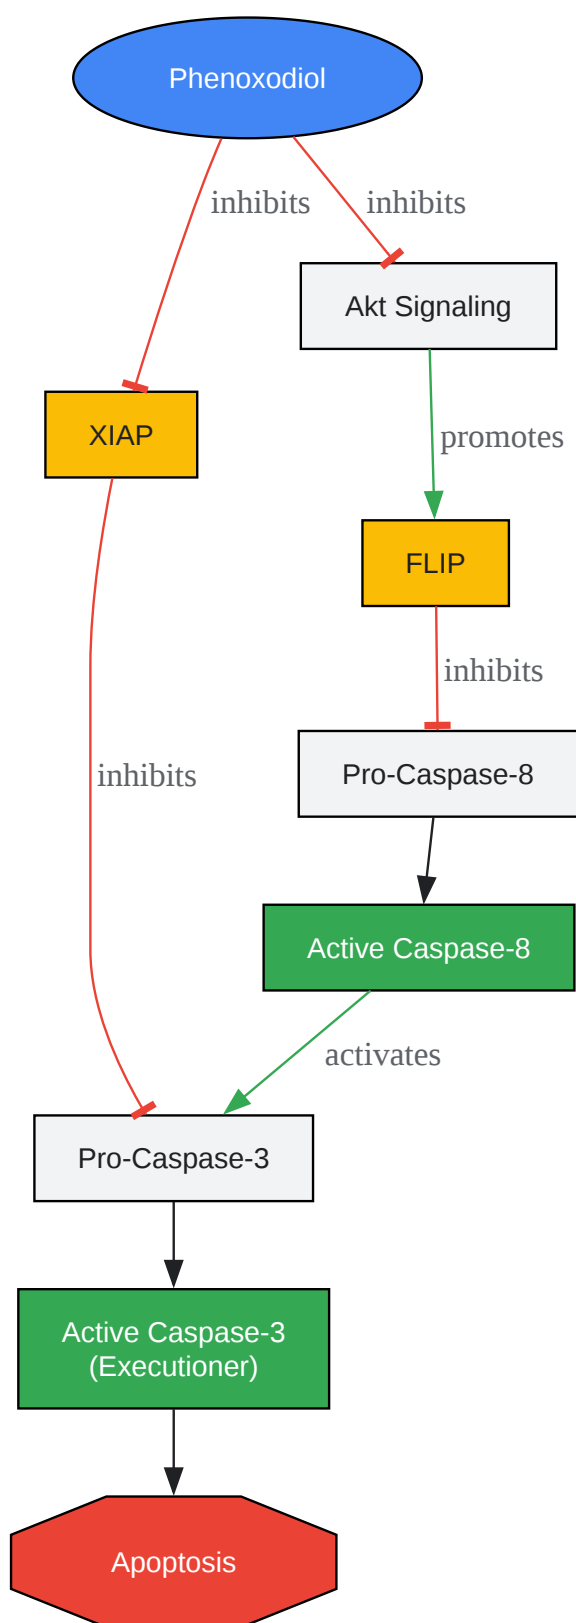 Phenoxodiol
inhibits
inhibits
Akt Signaling
XIAP
promotes
FLIP
inhibits
Pro-Caspase-8
inhibits
Active Caspase-8
activates
Pro-Caspase-3
Active Caspase-3
(Executioner)
Apoptosis